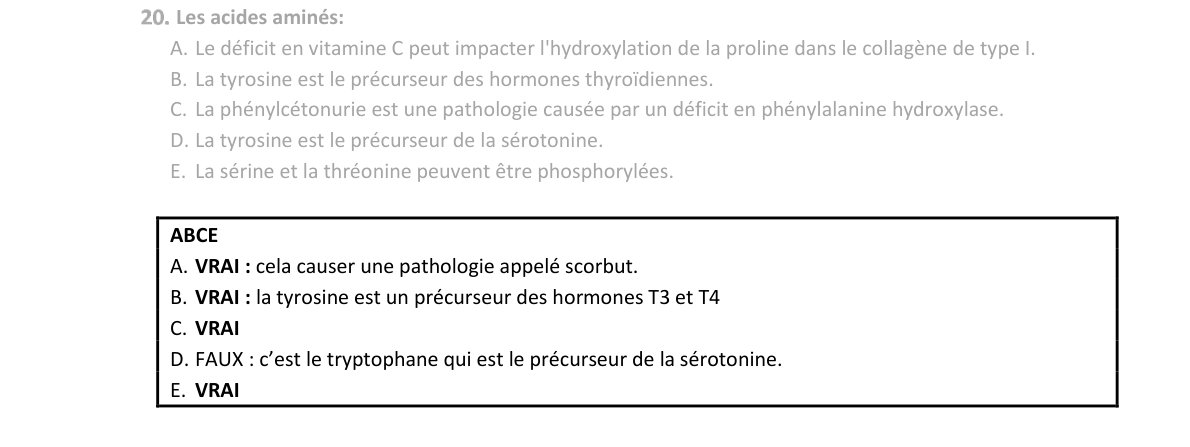 20. Les acides aminés:
A. Le déficit en vitamine C peut impacter l'hydroxylation de la proline dans le collagène de type I.
B. La tyrosine est le précurseur des hormones thyroïdiennes.
C. La phénylcétonurie est une pathologie causée par un déficit en phénylalanine hydroxylase.
D. La tyrosine est le précurseur de la sérotonine.
E. La sérine et la thréonine peuvent être phosphorylées.
ABCE
A. VRAI : cela causer une pathologie appelé scorbut.
B. VRAI : la tyrosine est un précurseur des hormones T3 et T4
C. VRAI
D. FAUX : c’est le tryptophane qui est le précurseur de la sérotonine.
E. VRAI